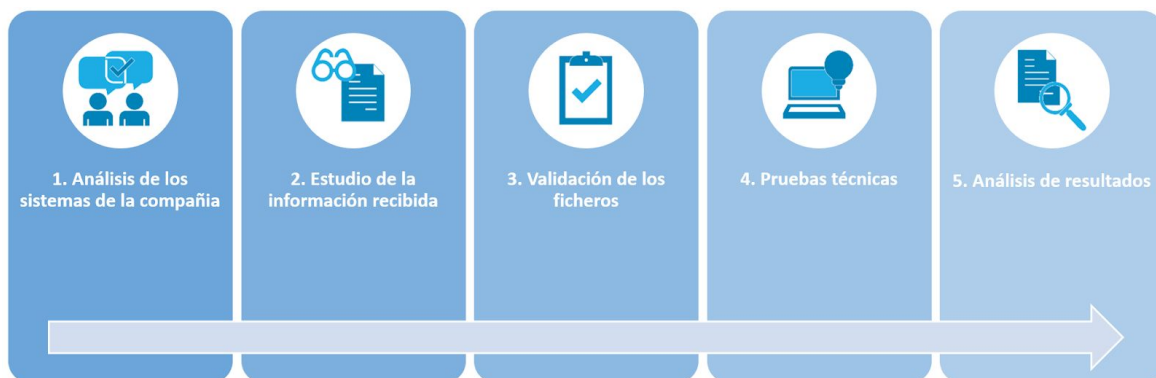 1. Análisis de los
sistemas de la compañia
2. Estudio de la
información recibida
3. Validación de los
ficheros
4. Pruebas técnicas
5. Análisis de resultados